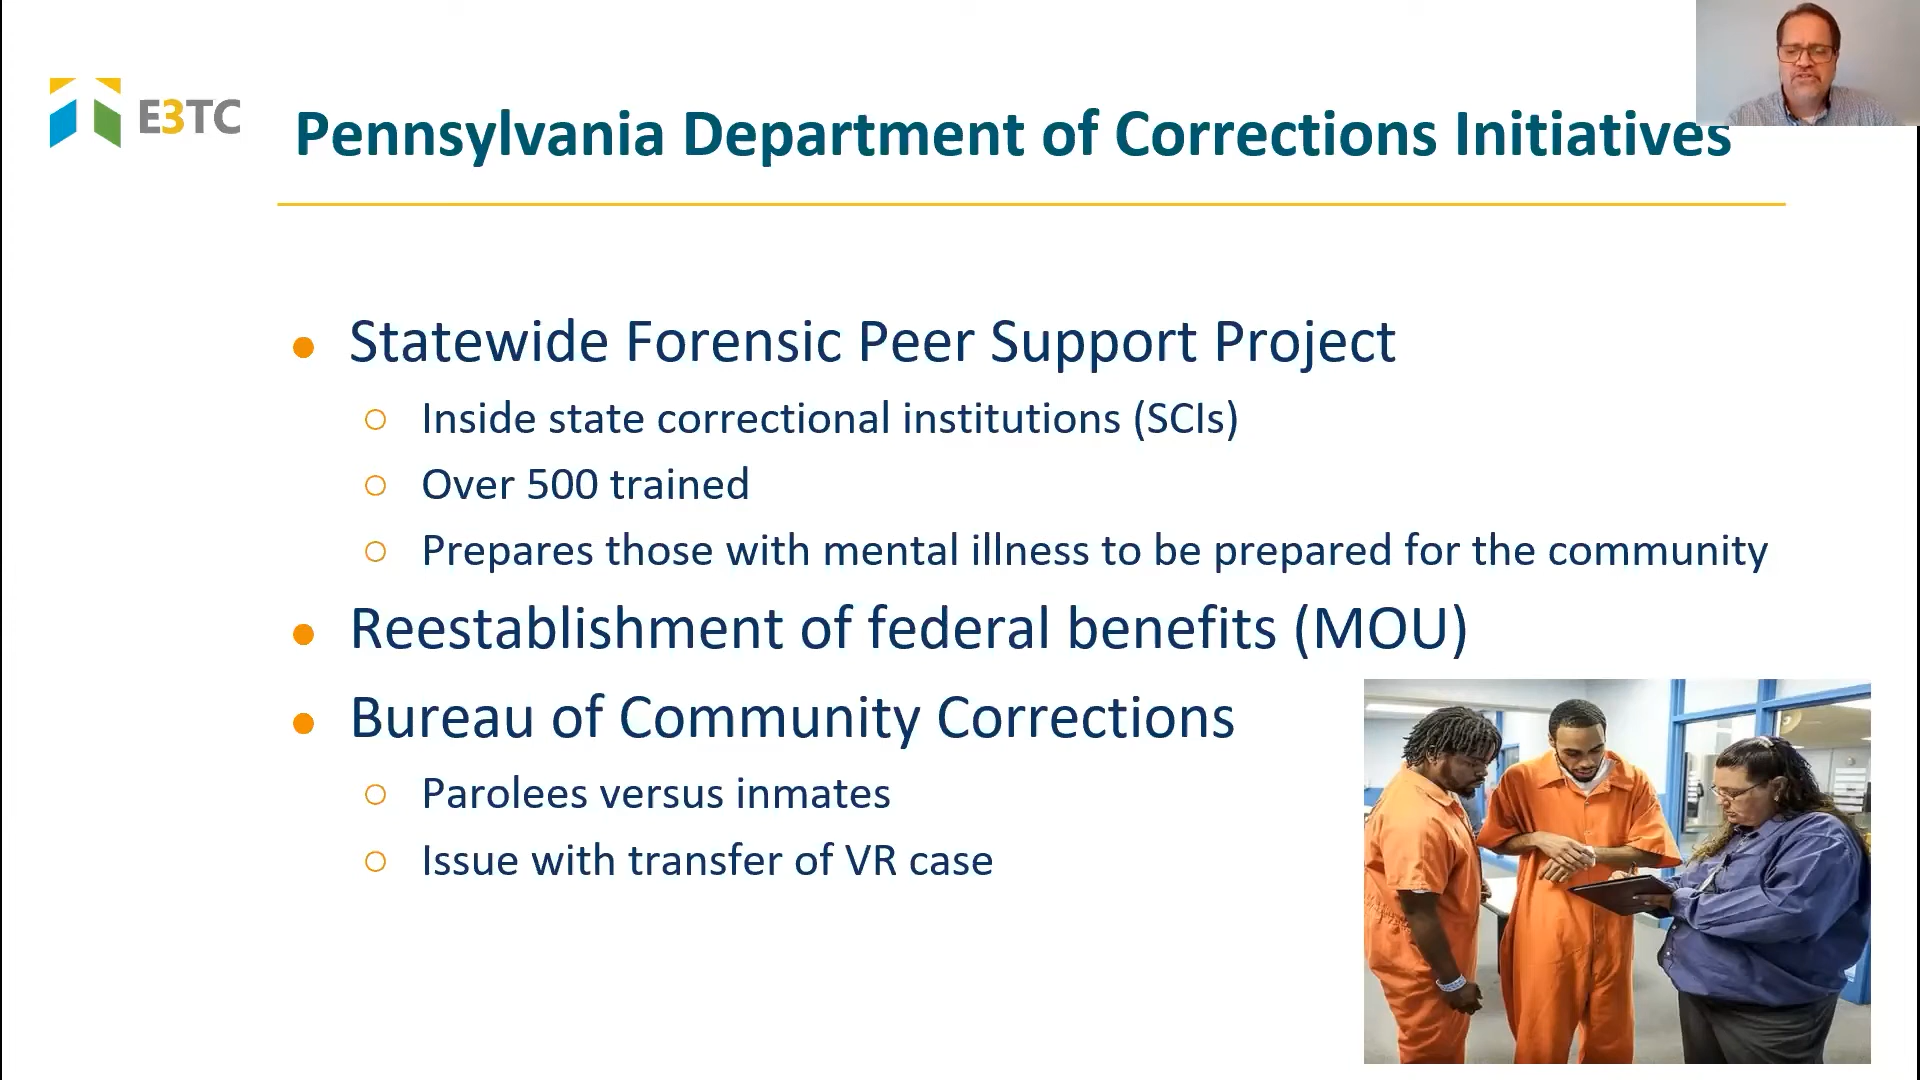 E3TC
Pennsylvania Department of Corrections Initiatives
Statewide Forensic Peer Support Project
Inside state correctional institutions (SCIs)
Over 500 trained
Prepares those with mental illness to be prepared for the community
Reestablishment of federal benefits (MOU)
Bureau of Community Corrections
Parolees versus inmates
Issue with transfer of VR case